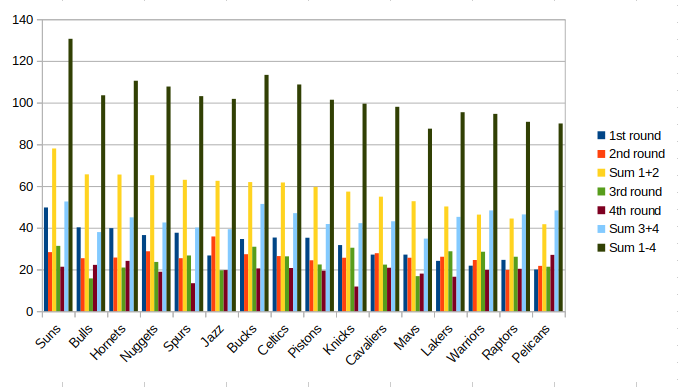 140
120
100
80
60
40
20
0
Suns
Bulls
Hornets
Nuggets
Spurs
Jazz
Bucks
Celtics
Pistons
Knicks
Cavaliers
Mavs
Lakers
Warriors
Raptors
Pelicans
1st round
2nd round
Sum 1+2
3rd round
4th round
Sum 3+4
Sum 1-4